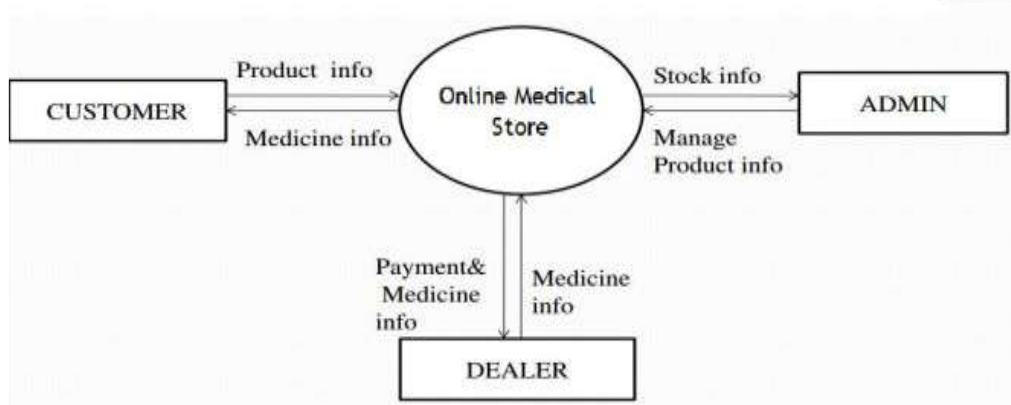 Product info
CUSTOMER
Medicine info
Online Medical
Store
Stock info
ADMIN
Manage
Product info
Payment&
Medicine
info
Medicine
info
DEALER